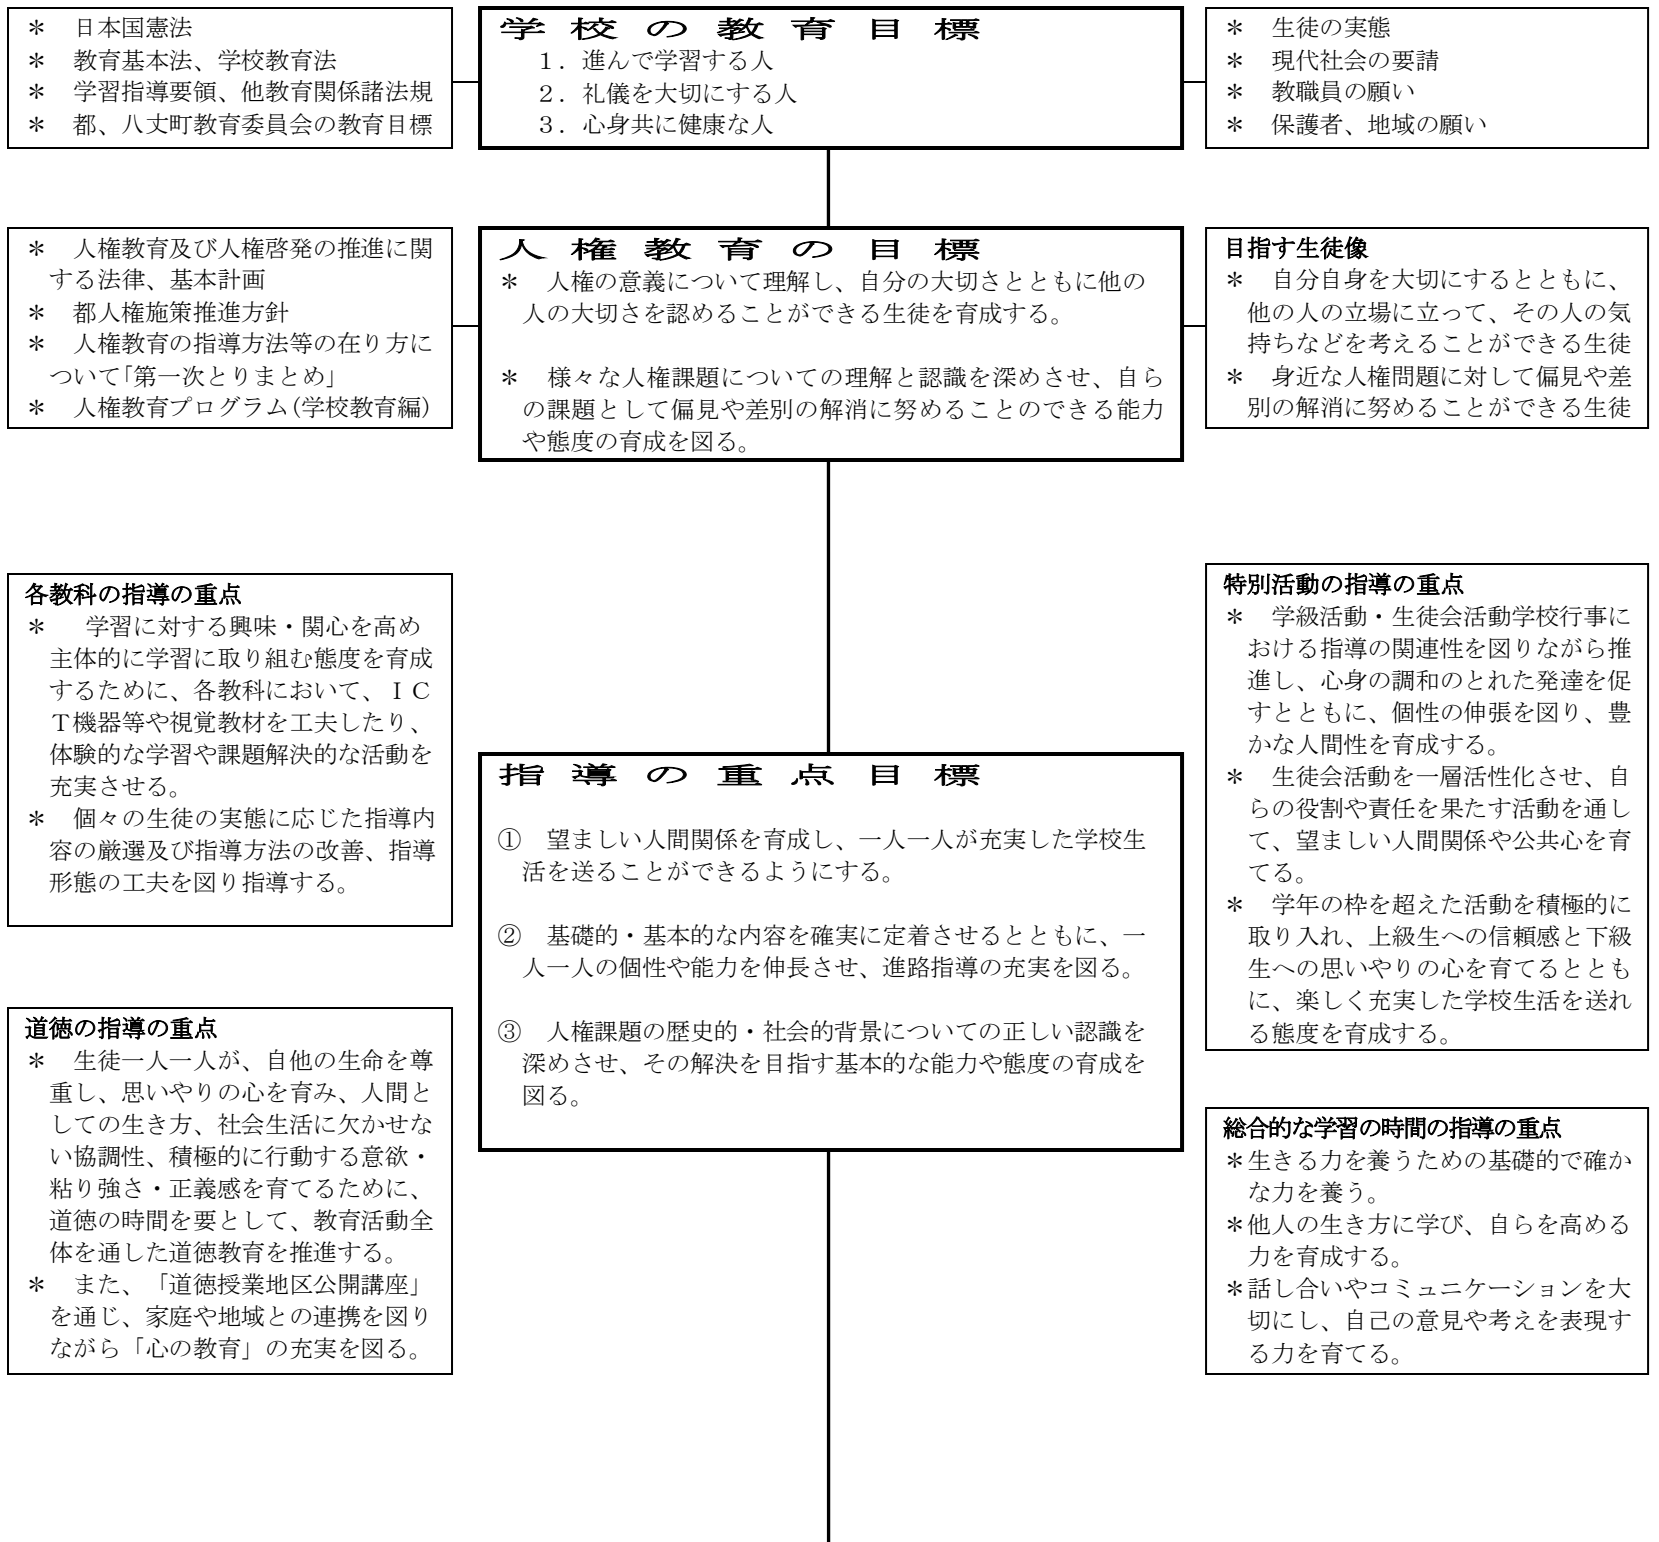 ＊　日本国憲法
＊　教育基本法、学校教育法
＊　学習指導要領、他教育関係諸法規
＊　都、八丈町教育委員会の教育目標
学校の教育目標
１．進んで学習する人
２．礼儀を大切にする人
３．心身共に健康な人
＊　生徒の実態
＊　現代社会の要請
＊　教職員の願い
＊　保護者、地域の願い
＊　人権教育及び人権啓発の推進に関
する法律、基本計画
＊　都人権施策推進方針
＊　人権教育の指導方法等の在り方に
ついて｢第一次とりまとめ」
＊　人権教育プログラム(学校教育編)
人権教育の目標
＊　人権の意義について理解し、自分の大切さとともに他の
人の大切さを認めることができる生徒を育成する。
＊　様々な人権課題についての理解と認識を深めさせ、自ら
の課題として偏見や差別の解消に努めることのできる能力
や態度の育成を図る。
目指す生徒像
＊　自分自身を大切にするとともに、
他の人の立場に立って、その人の気
持ちなどを考えることができる生徒
＊　身近な人権問題に対して偏見や差
別の解消に努めることができる生徒
各教科の指導の重点
＊　学習に対する興味・関心を高め
主体的に学習に取り組む態度を育成
するために、各教科において、ＩＣ
Ｔ機器等や視覚教材を工夫したり、
体験的な学習や課題解決的な活動を
充実させる。
＊　個々の生徒の実態に応じた指導内
容の厳選及び指導方法の改善、指導
形態の工夫を図り指導する。
道徳の指導の重点
＊　生徒一人一人が、自他の生命を尊
重し、思いやりの心を育み、人間と
しての生き方、社会生活に欠かせな
い協調性、積極的に行動する意欲・
粘り強さ・正義感を育てるために、
道徳の時間を要として、教育活動全
体を通した道徳教育を推進する。
＊　また、「道徳授業地区公開講座」
を通じ、家庭や地域との連携を図り
ながら「心の教育」の充実を図る。
指導の重点目標
①　望ましい人間関係を育成し、一人一人が充実した学校生
活を送ることができるようにする。
②　基礎的・基本的な内容を確実に定着させるとともに、一
人一人の個性や能力を伸長させ、進路指導の充実を図る。
③　人権課題の歴史的・社会的背景についての正しい認識を
深めさせ、その解決を目指す基本的な能力や態度の育成を
図る。
特別活動の指導の重点
＊　学級活動・生徒会活動学校行事に
おける指導の関連性を図りながら推
進し、心身の調和のとれた発達を促
すとともに、個性の伸張を図り、豊
かな人間性を育成する。
＊　生徒会活動を一層活性化させ、自
らの役割や責任を果たす活動を通し
て、望ましい人間関係や公共心を育
てる。
＊　学年の枠を超えた活動を積極的に
取り入れ、上級生への信頼感と下級
生への思いやりの心を育てるととも
に、楽しく充実した学校生活を送れ
る態度を育成する。
総合的な学習の時間の指導の重点
＊生きる力を養うための基礎的で確か
な力を養う。
＊他人の生き方に学び、自らを高める
力を育成する。
＊話し合いやコミュニケーションを大
切にし、自己の意見や考えを表現す
る力を育てる。